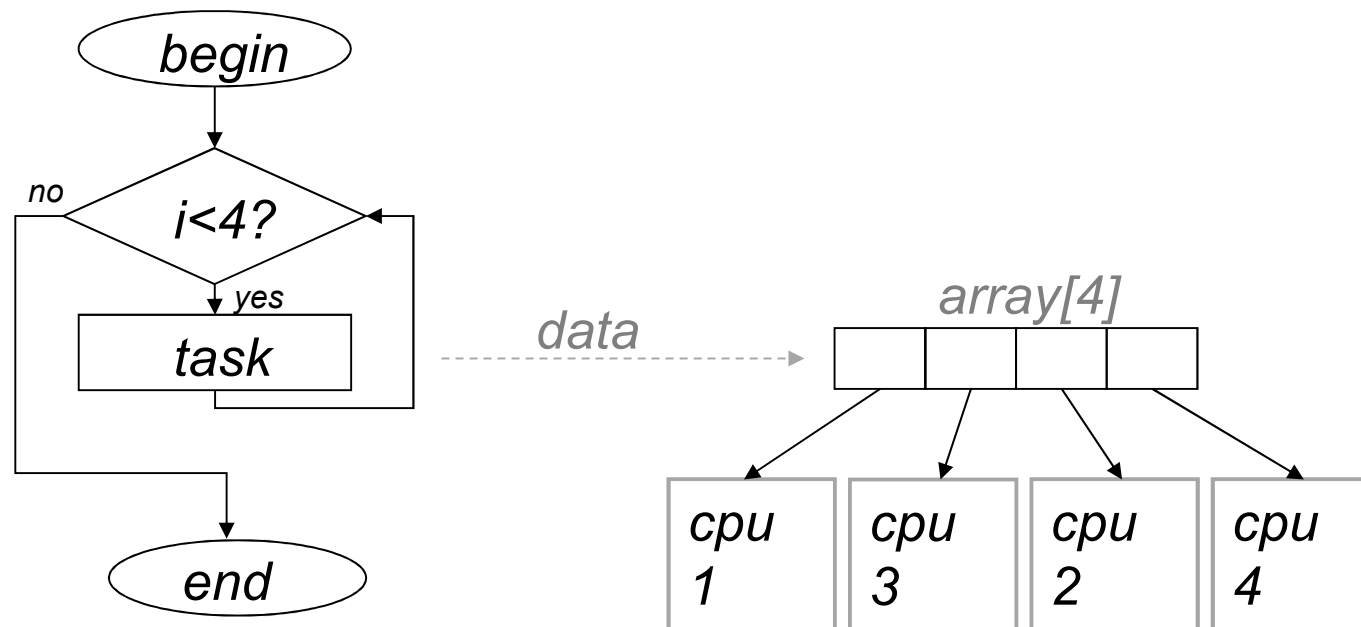 begin
no
i<4?
yes
task
data
array[4]
cpu
1
cpu
3
cpu
2
cpu
4
end